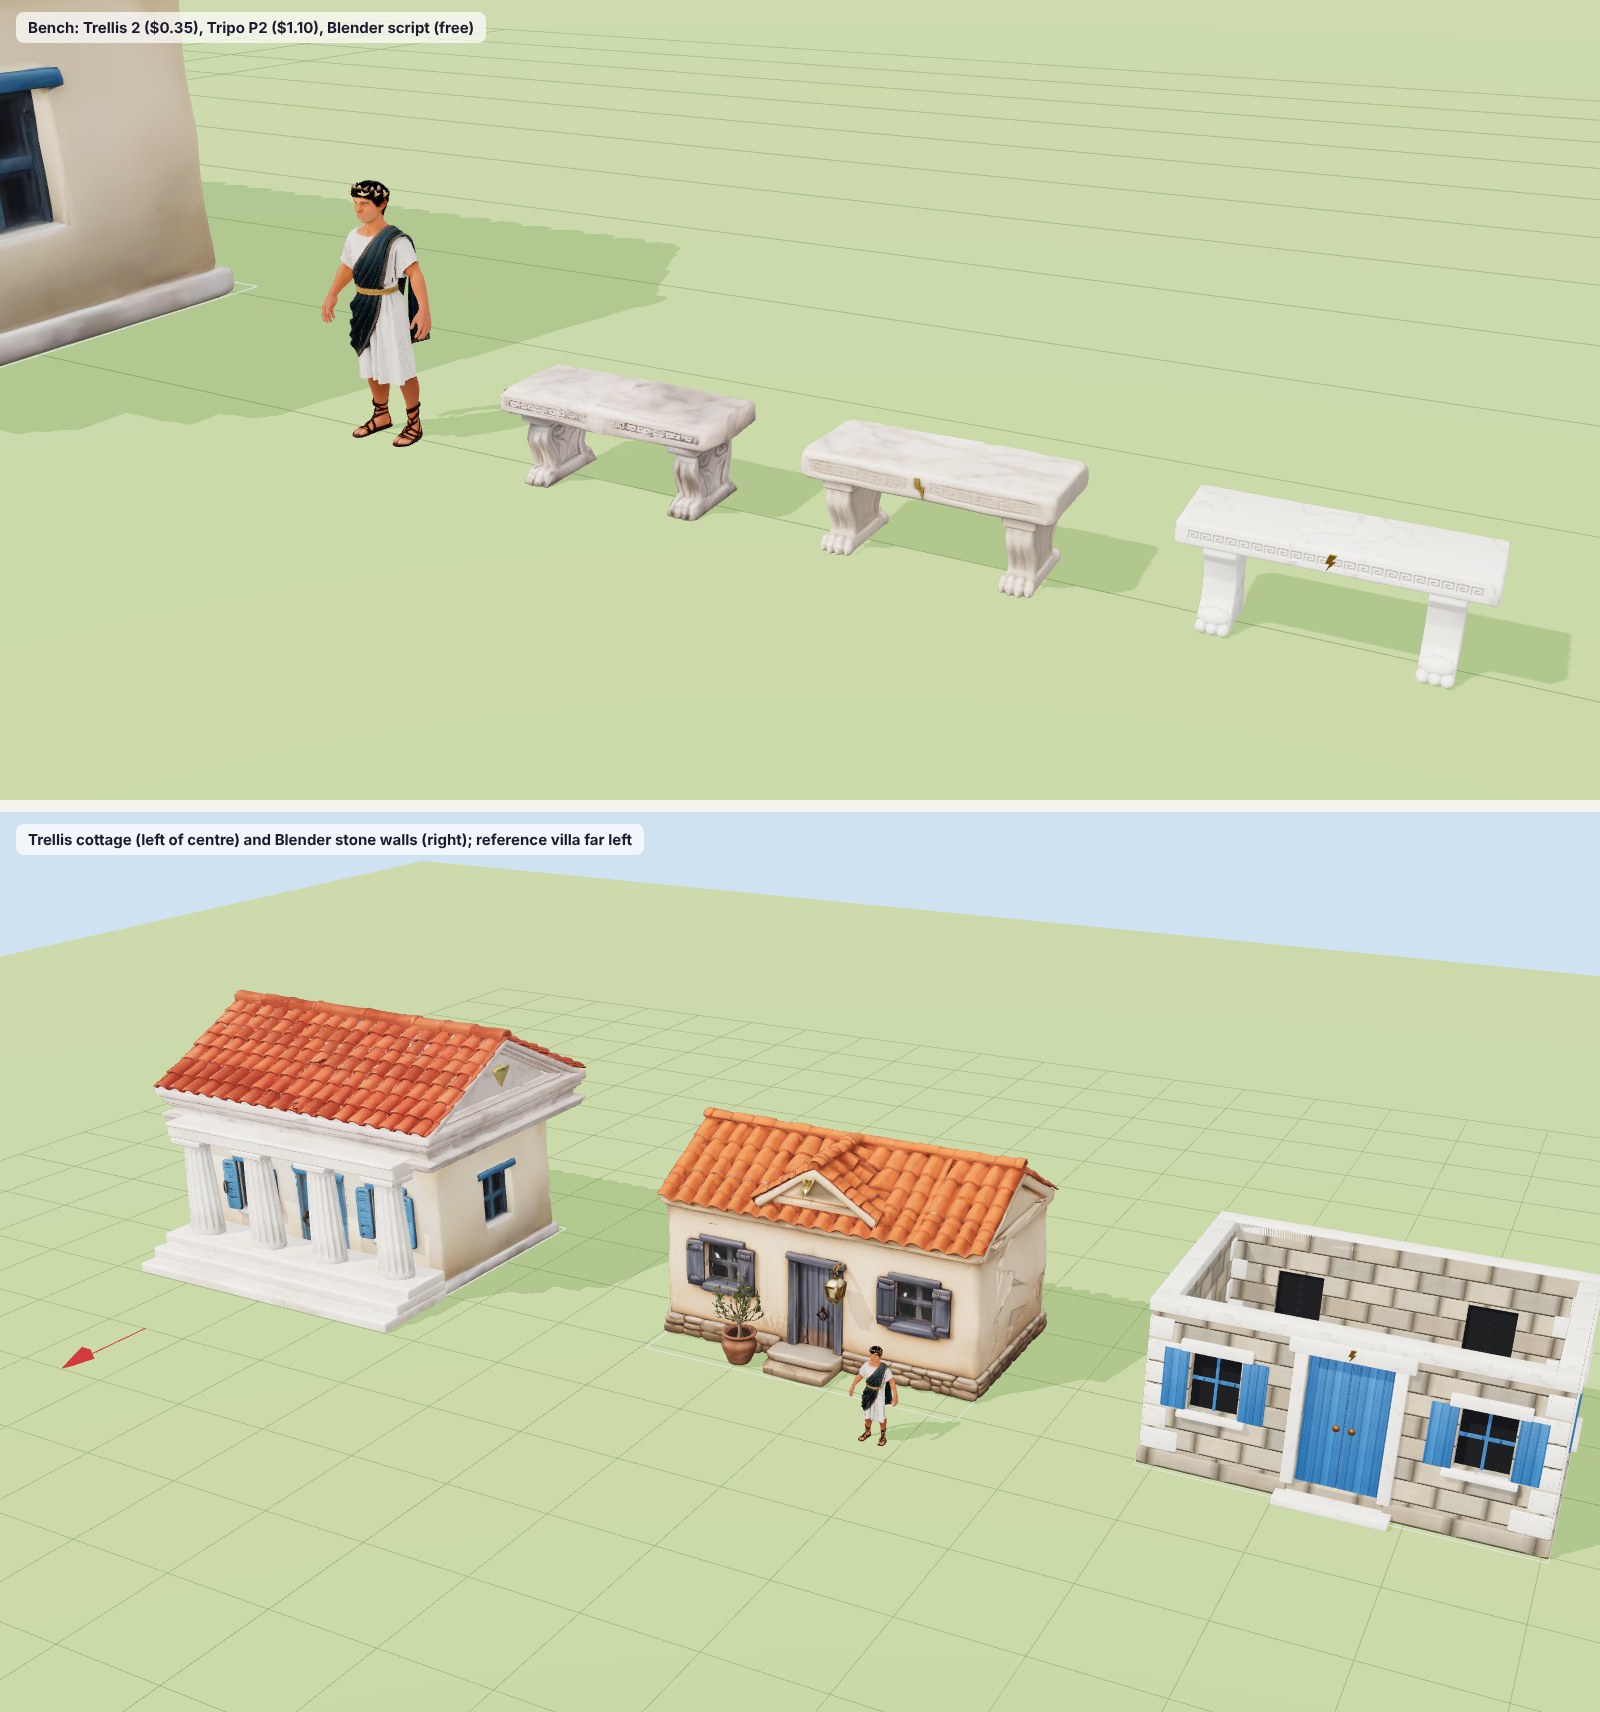 Bench: Trellis 2 ($0.35), Tripo P2 ($1.10), Blender script (free)
Trellis cottage (left of centre) and Blender stone walls (right); reference villa far left